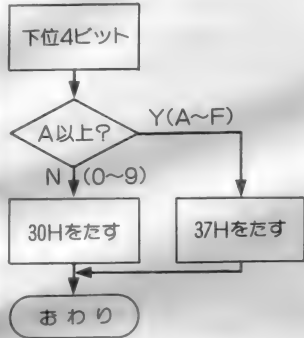 下位4ビット
A以上?
Y(A～F)
N (0～9)
30Hをたす
37Hをたす
おわり